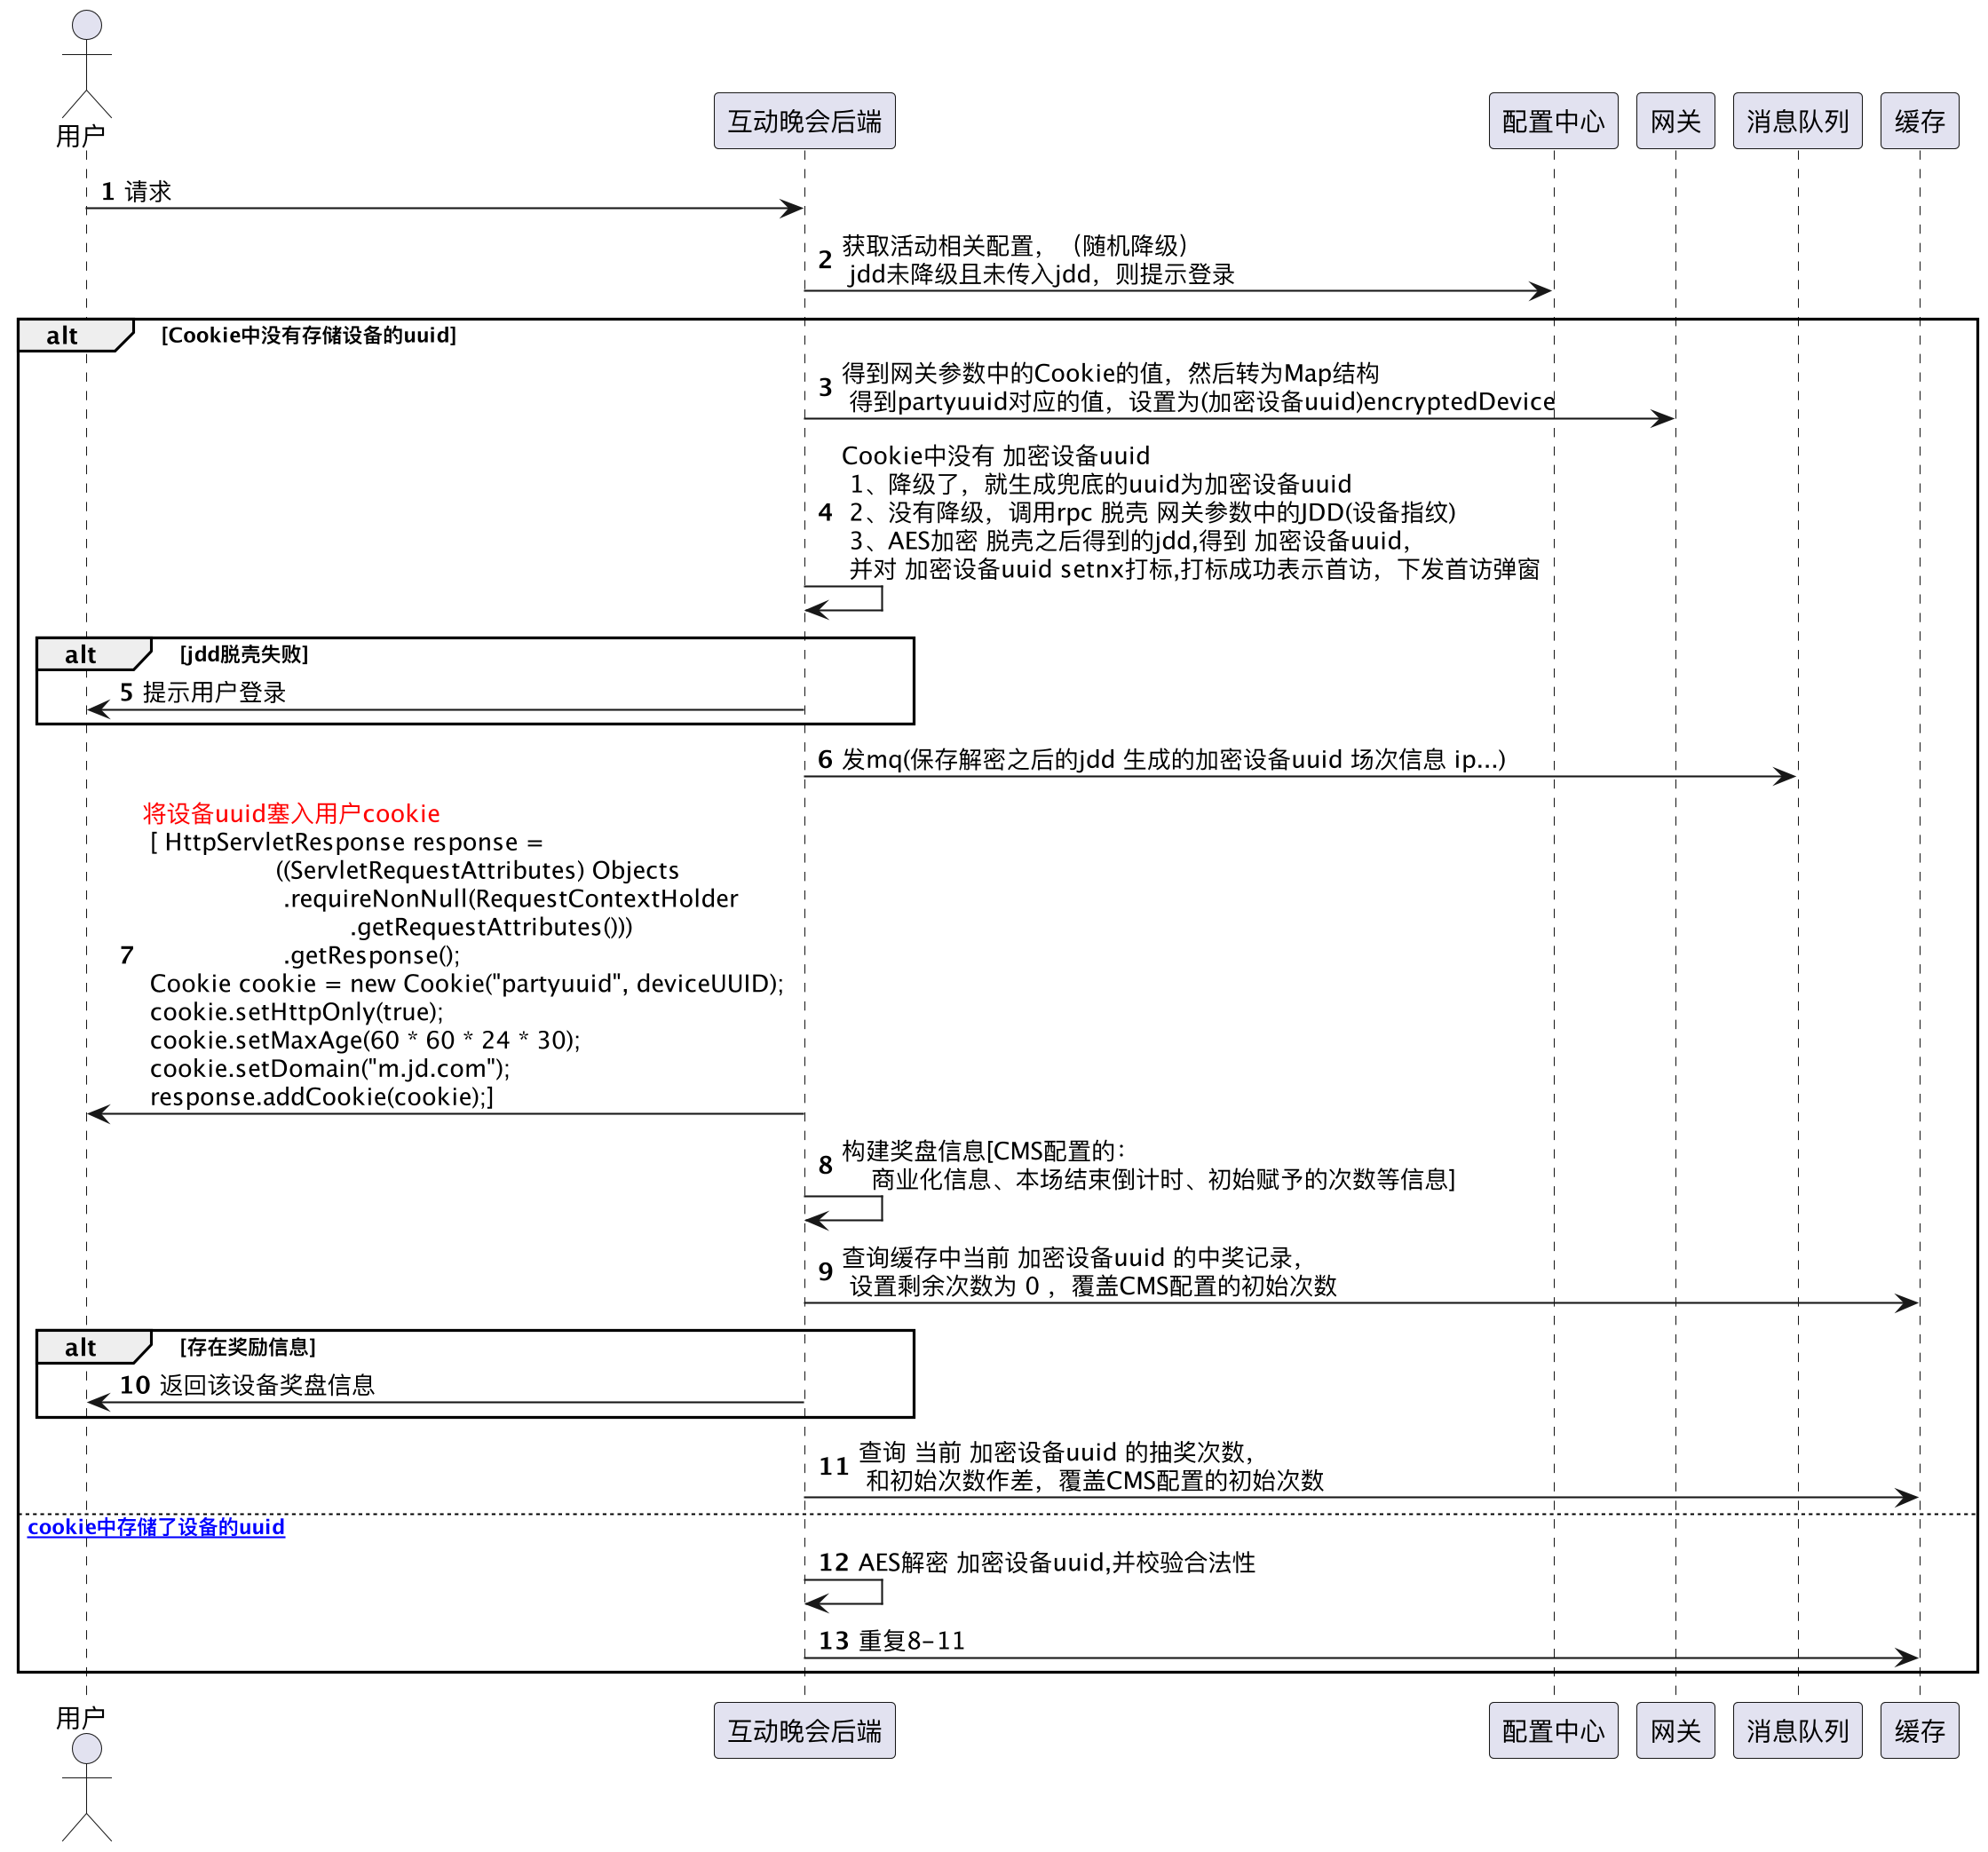 用户
互动晚会后端
配置中心
网关
消息队列
缓存
1 请求
2 获取活动相关配置，（随机降级）
jdd未降级且未传入jdd，则提示登录
alt [Cookie中没有存储设备的uuid]
3 得到网关参数中的Cookie的值，然后转为Map结构
得到partyuuid对应的值，设置为(加密设备uuid)encryptedDevice
4 Cookie中没有 加密设备uuid
1、降级了，就生成兜底的uuid为加密设备uuid
2、没有降级，调用rpc 脱壳 网关参数中的JDD(设备指纹)
3、AES加密 脱壳之后得到的jdd,得到 加密设备uuid，
并对 加密设备uuid setnx打标,打标成功表示首访，下发首访弹窗
alt [jdd脱壳失败]
5 提示用户登录
6 发mq(保存解密之后的jdd 生成的加密设备uuid 场次信息 ip...)
7 将设备uuid塞入用户cookie
[ HttpServletResponse response =
((ServletRequestAttributes) Objects
.requireNonNull(RequestContextHolder
.getRequestAttributes()))
.getResponse();
Cookie cookie = new Cookie("partyuuid", deviceUUID);
cookie.setHttpOnly(true);
cookie.setMaxAge(60 * 60 * 24 * 30);
cookie.setDomain("m.jd.com");
response.addCookie(cookie);]
8 构建奖盘信息[CMS配置的：
商业化信息、本场结束倒计时、初始赋予的次数等信息]
9 查询缓存中当前 加密设备uuid 的中奖记录，
设置剩余次数为 0 ，覆盖CMS配置的初始次数
alt [存在奖励信息]
10 返回该设备奖盘信息
11 查询 当前 加密设备uuid 的抽奖次数，
和初始次数作差，覆盖CMS配置的初始次数
cookie中存储了设备的uuid
12 AES解密 加密设备uuid,并校验合法性
13 重复8-11
用户
互动晚会后端
配置中心
网关
消息队列
缓存